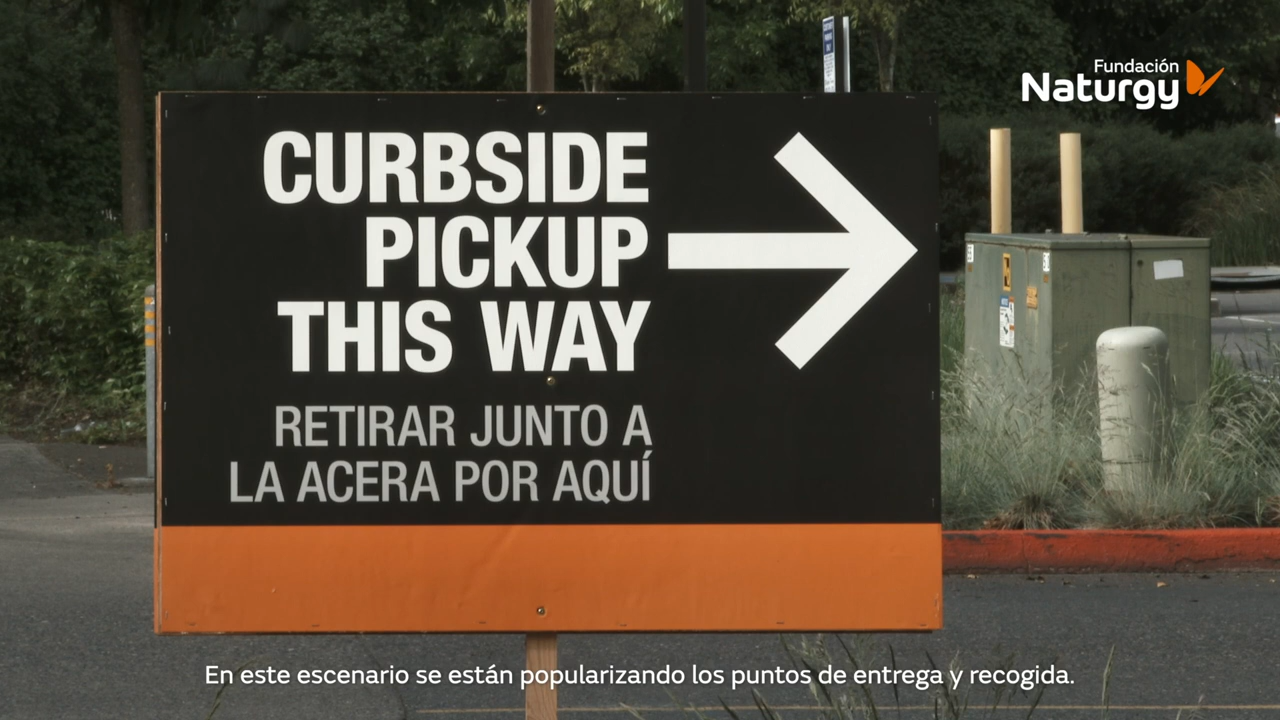 Fundación
Naturgy
CURBSIDE
PICKUP
THIS WAY
RETIRAR JUNTO A
LA ACERA POR AQUÍ
En este escenario se están popularizando los puntos de entrega y recogida.